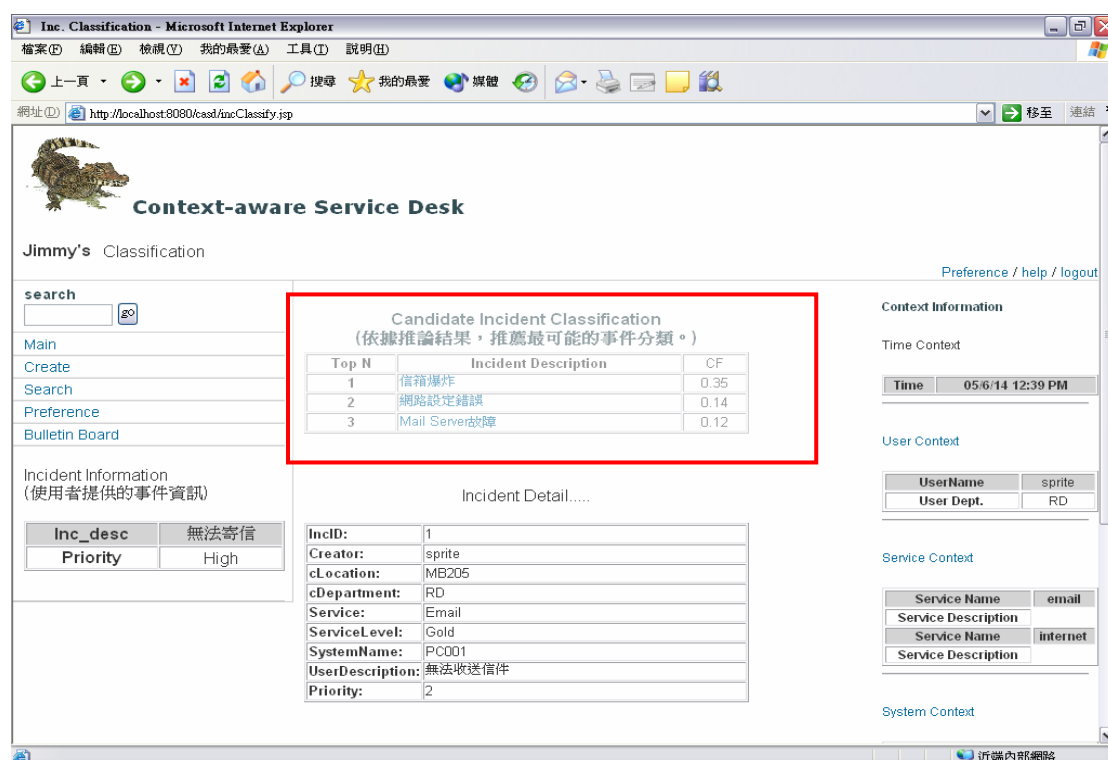 Inc. Classification - Microsoft Internet Explorer
檔案(F) 編輯(E) 檢視(V) 我的最愛(A) 工具(T) 說明(H)
上一頁 搜尋 我的最愛 媒體
網址(D) http://localhost:8080/casd/incClassify.jsp 移至 連結
Context-aware Service Desk
Jimmy's Classification
Preference / help / logout
search
go
Main
Create
Search
Preference
Bulletin Board
Incident Information
(使用者提供的事件資訊)
Inc_desc 無法寄信
Priority High
Candidate Incident Classification
(依據推論結果，推薦最可能的事件分類。)
Top N Incident Description CF
1 信箱爆炸 0.35
2 網路設定錯誤 0.14
3 Mail Server故障 0.12
Incident Detail.....
IncID: 1
Creator: sprite
cLocation: MB205
cDepartment: RD
Service: Email
ServiceLevel: Gold
SystemName: PC001
UserDescription: 無法收送信件
Priority: 2
Context Information
Time Context
Time 05/6/14 12:39 PM
User Context
UserName sprite
User Dept. RD
Service Context
Service Name email
Service Description
Service Name internet
Service Description
System Context
近端內部網路